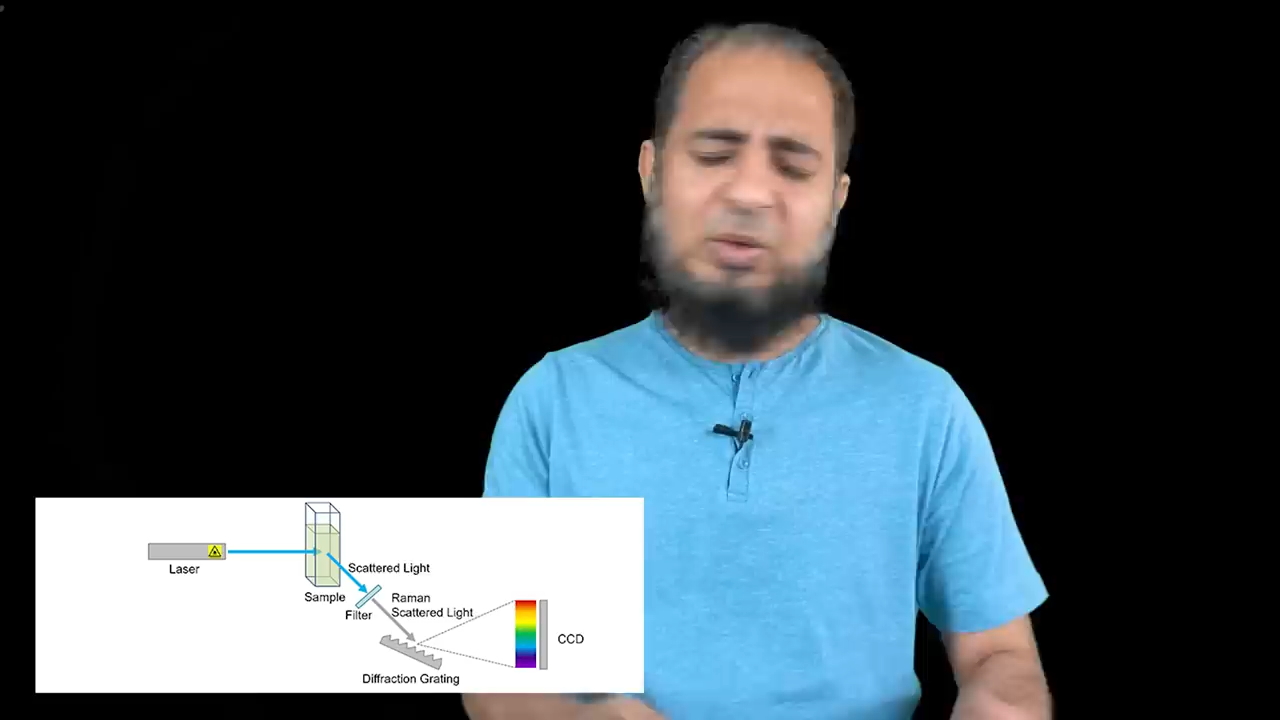 Laser
Sample
Scattered Light
Filter
Raman
Scattered Light
Diffraction Grating
CCD